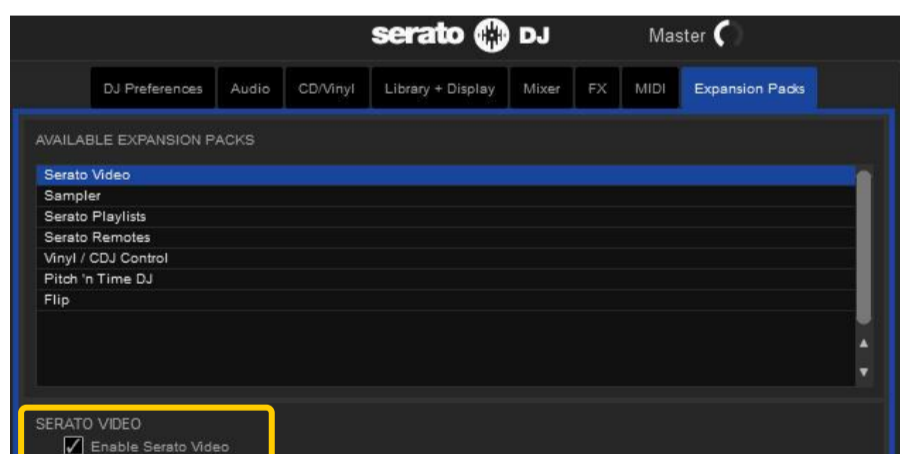 serato DJ Master
DJ Preferences Audio CD/Vinyl Library + Display Mixer FX MIDI Expansion Packs
AVAILABLE EXPANSION PACKS
Serato Video
Sampler
Serato Playlists
Serato Remotes
Vinyl / CDJ Control
Pitch 'n Time DJ
Flip
SERATO VIDEO
Enable Serato Video